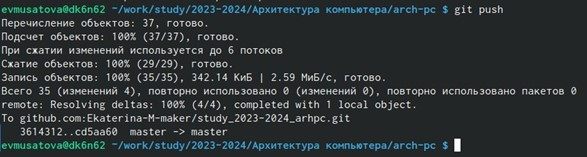 evmusatova@dk6n62 ~/work/study/2023-2024/Архитектура компьютера/arch-pc $ git push
Перечисление объектов: 37, готово.
Подсчет объектов: 100% (37/37), готово.
При сжатии изменений используется до 6 потоков
Сжатие объектов: 100% (29/29), готово.
Запись объектов: 100% (35/35), 342.14 КиБ | 2.59 МиБ/с, готово.
Всего 35 (изменений 4), повторно использовано 0 (изменений 0), повторно использовано пакетов 0
remote: Resolving deltas: 100% (4/4), completed with 1 local object.
To github.com:Ekaterina-M-maker/study_2023-2024_arhpc.git
   3614312..cd5aa60  master -> master
evmusatova@dk6n62 ~/work/study/2023-2024/Архитектура компьютера/arch-pc $